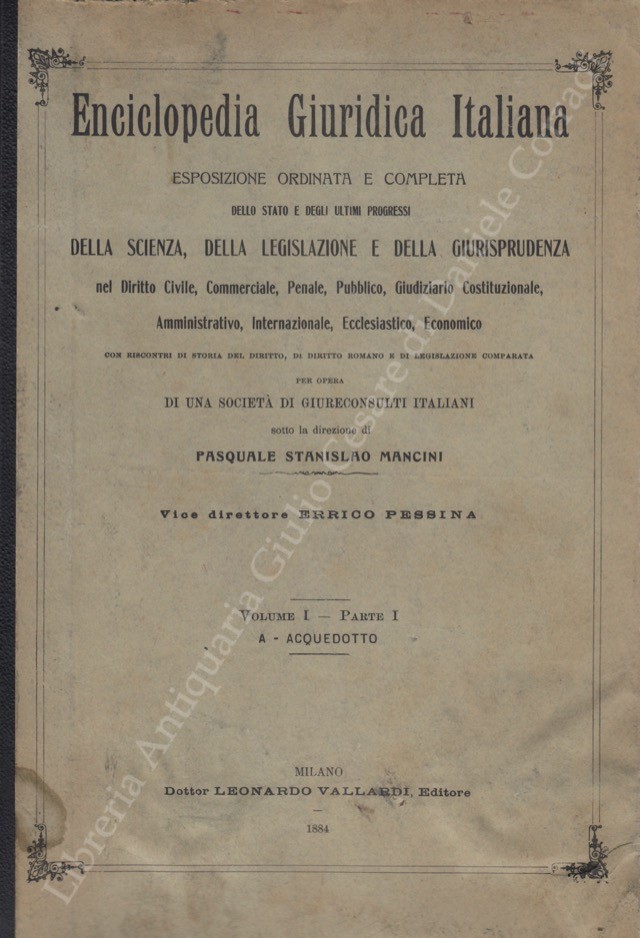 Enciclopedia Giuridica Italiana
ESPOSIZIONE ORDINATA E COMPLETA
DELLO STATO E DEGLI ULTIMI PROGRESSI
DELLA SCIENZA, DELLA LEGISLAZIONE E DELLA GIURISPRUDENZA
nel Diritto Civile, Commerciale, Penale, Pubblico, Giudiziario Costituzionale,
Amministrativo, Internazionale, Ecclesiastico, Economico
CON RISCONTRI DI STORIA DEL DIRITTO, DI DIRITTO ROMANO E DI LEGISLAZIONE COMPARATA
PER OPERA
DI UNA SOCIETÀ DI GIURECONSULTI ITALIANI
sotto la direzione di
PASQUALE STANISLAO MANCINI
Vice direttore ERRICO PESSINA
VOLUME I — PARTE I
A - ACQUEDOTTO
MILANO
Dottor LEONARDO VALLARDI, Editore
—
1884
Libreria Antiquaria Giulio Cesare di Daniele